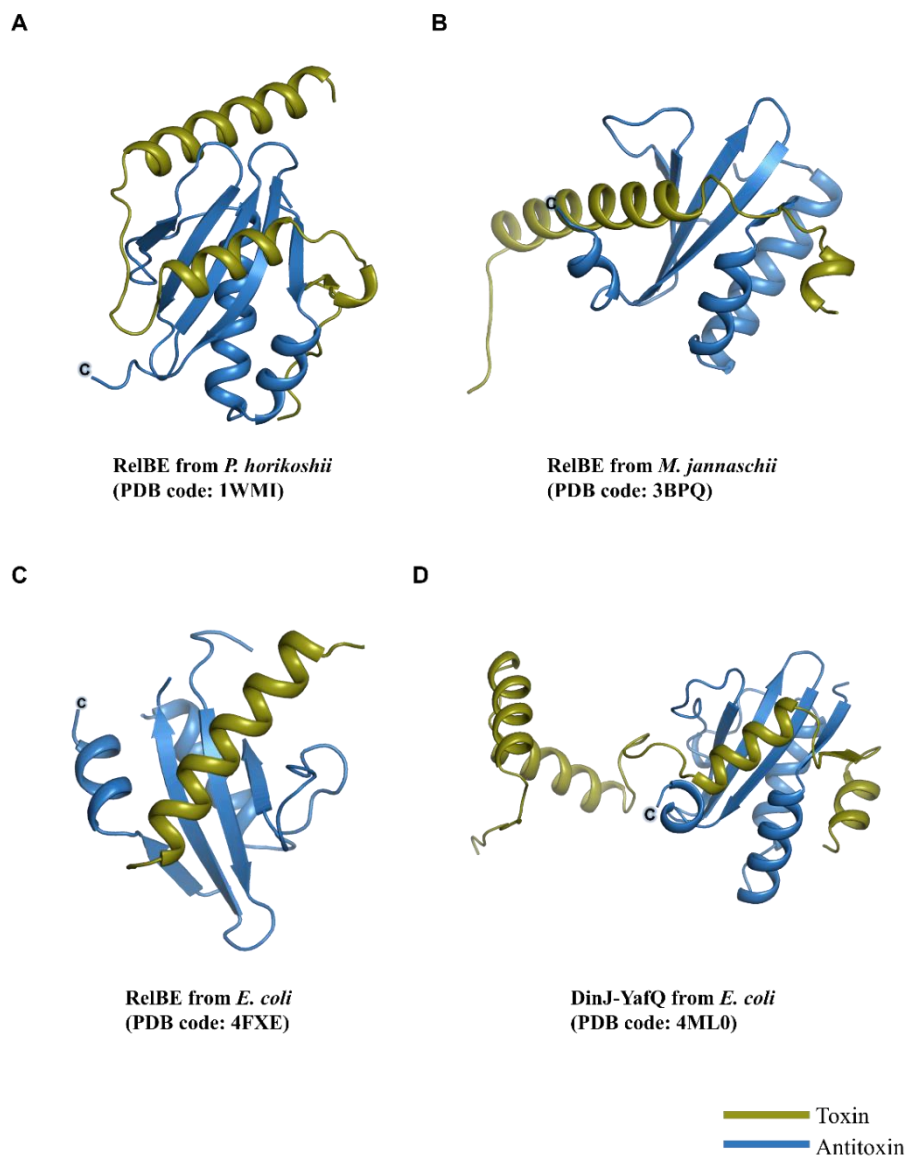 A
B
C
C
RelBE from P. horikoshii
(PDB code: 1WMI)
RelBE from M. jannaschii
(PDB code: 3BPQ)
C
D
C
C
RelBE from E. coli
(PDB code: 4FXE)
DinJ-YafQ from E. coli
(PDB code: 4ML0)
Toxin
Antitoxin